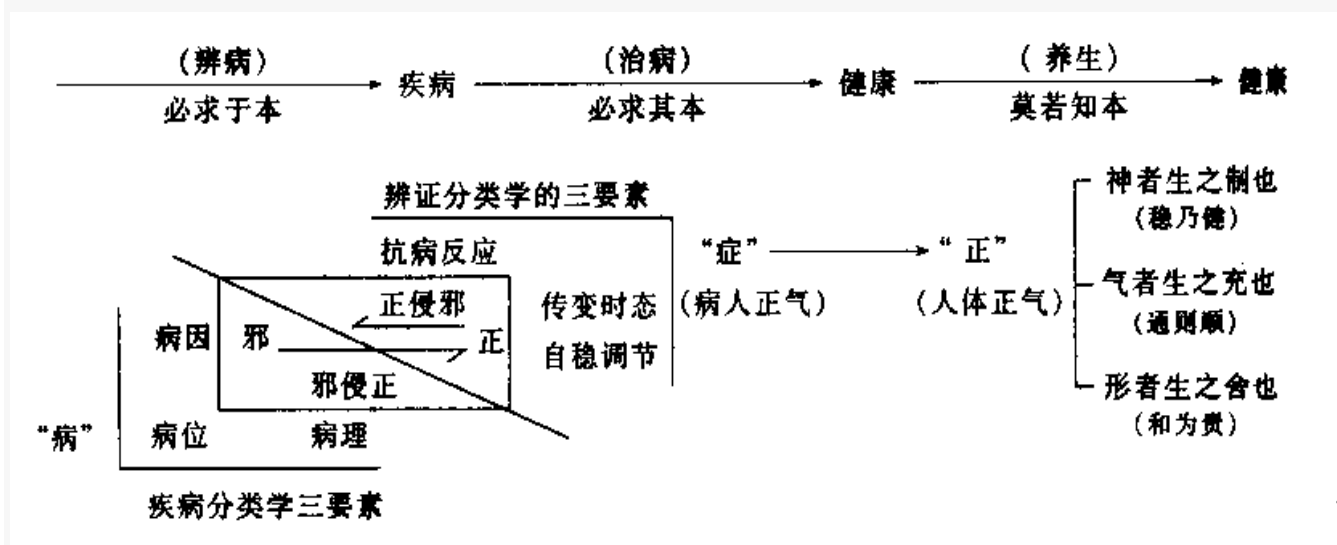 （辨病）
必求于本
疾病
（治病）
必求其本
健康
（养生）
莫若知本
健康
辨证分类学的三要素
抗病反应
正侵邪
邪
正
邪侵正
病因
病位
病理
“病”
疾病分类学三要素
传变时态
自稳调节
“症”
（病人正气）
“正”
（人体正气）
神者生之制也
（稳乃健）
气者生之充也
（通则顺）
形者生之舍也
（和为贵）